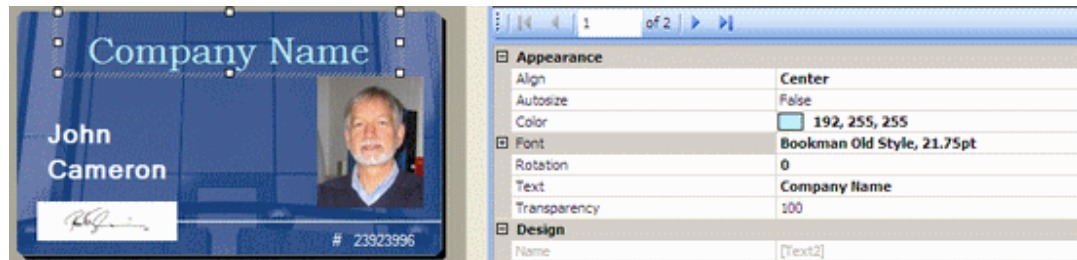 Company Name
John
Cameron
# 23923996
1 of 2
Appearance
Align Center
Autosize False
Color 192, 255, 255
Font Bookman Old Style, 21.75pt
Rotation 0
Text Company Name
Transparency 100
Design
Name [Text2]